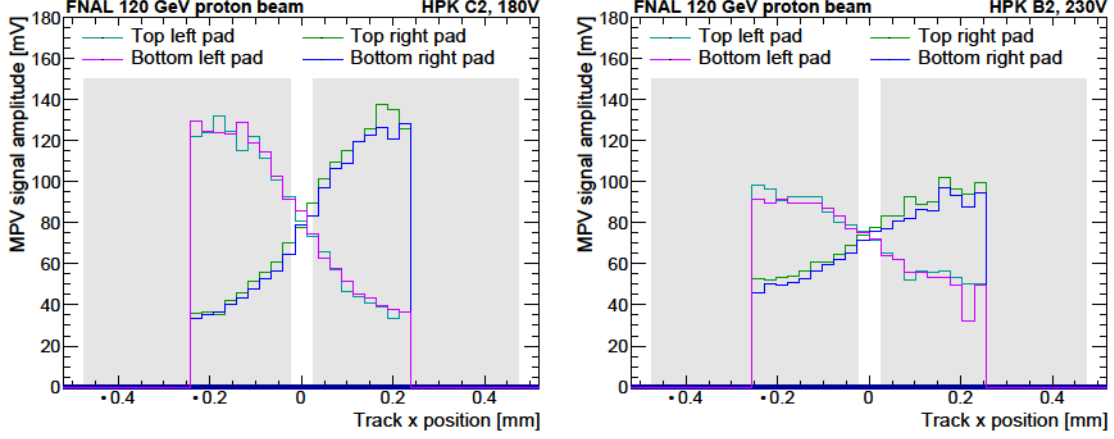 FNAL 120 GeV proton beam HPK C2, 180V
MPV signal amplitude [mV]
180
160
140
120
100
80
60
40
20
0
Top left pad Top right pad
Bottom left pad Bottom right pad
-0.4 -0.2 0 0.2 0.4
Track x position [mm]
FNAL 120 GeV proton beam HPK B2, 230V
MPV signal amplitude [mV]
180
160
140
120
100
80
60
40
20
0
Top left pad Top right pad
Bottom left pad Bottom right pad
-0.4 -0.2 0 0.2 0.4
Track x position [mm]